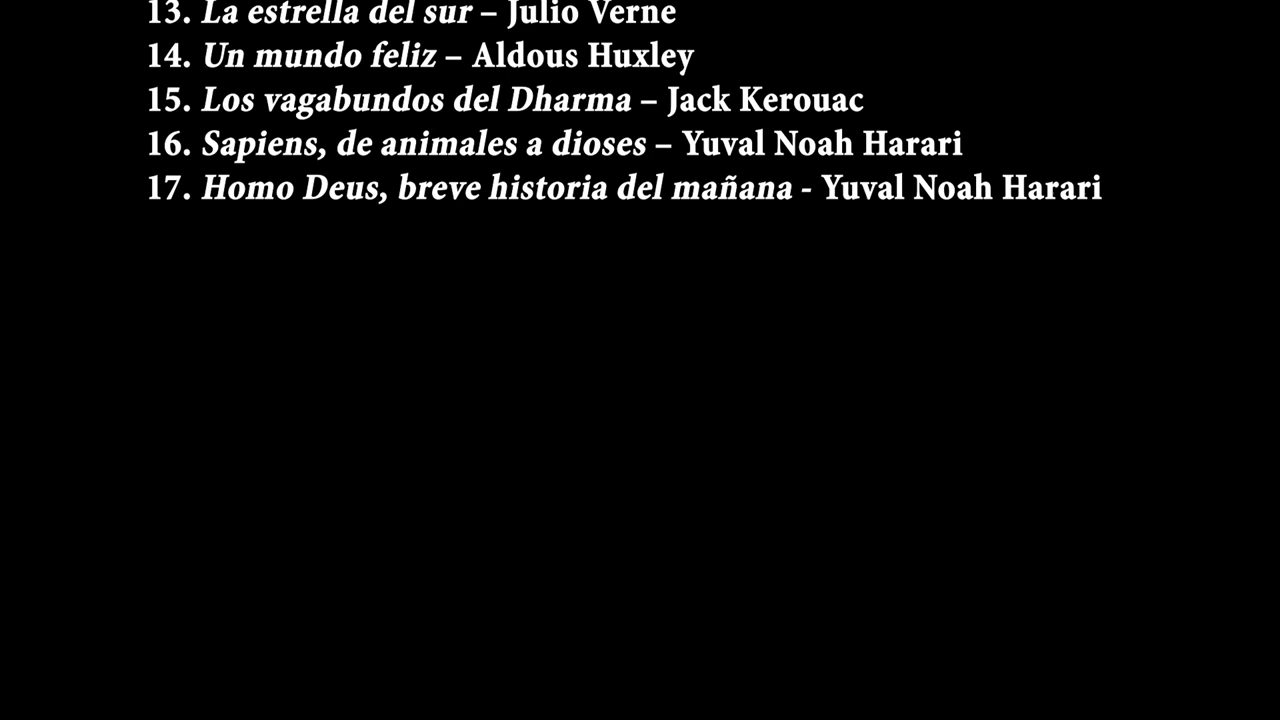 13. La estrella del sur – Julio Verne
14. Un mundo feliz – Aldous Huxley
15. Los vagabundos del Dharma – Jack Kerouac
16. Sapiens, de animales a dioses – Yuval Noah Harari
17. Homo Deus, breve historia del mañana - Yuval Noah Harari